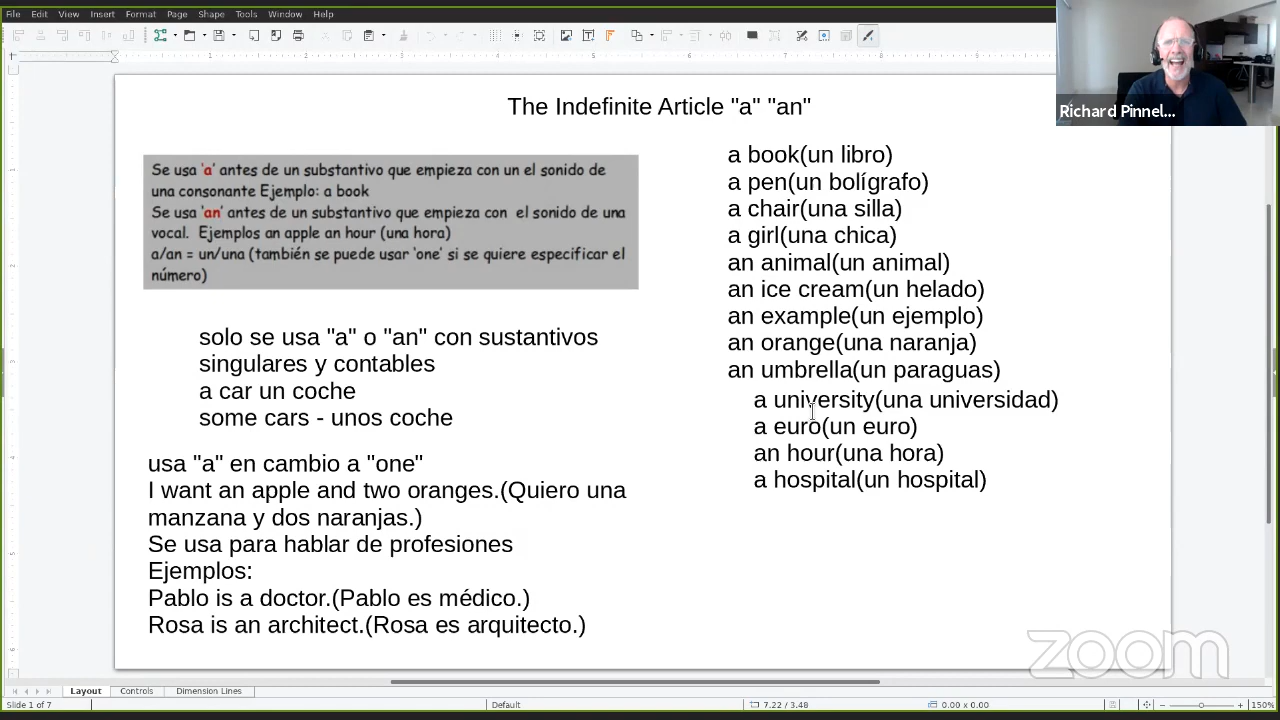 File Edit View Insert Format Page Shape Tools Window Help
Richard Pinnel...
The Indefinite Article "a" "an"
Se usa 'a' antes de un substantivo que empieza con un el sonido de
una consonante Ejemplo: a book
Se usa 'an' antes de un substantivo que empieza con el sonido de una
vocal. Ejemplos an apple an hour (una hora)
a/an = un/una (también se puede usar 'one' si se quiere especificar el
número)
solo se usa "a" o "an" con sustantivos
singulares y contables
a car un coche
some cars - unos coche
usa "a" en cambio a "one"
I want an apple and two oranges.(Quiero una
manzana y dos naranjas.)
Se usa para hablar de profesiones
Ejemplos:
Pablo is a doctor.(Pablo es médico.)
Rosa is an architect.(Rosa es arquitecto.)
a book(un libro)
a pen(un bolígrafo)
a chair(una silla)
a girl(una chica)
an animal(un animal)
an ice cream(un helado)
an example(un ejemplo)
an orange(una naranja)
an umbrella(un paraguas)
a university(una universidad)
a euro(un euro)
an hour(una hora)
a hospital(un hospital)
zoom
Layout Controls Dimension Lines
Slide 1 of 7 Default 7.22 / 3.48 0.00 x 0.00 150%